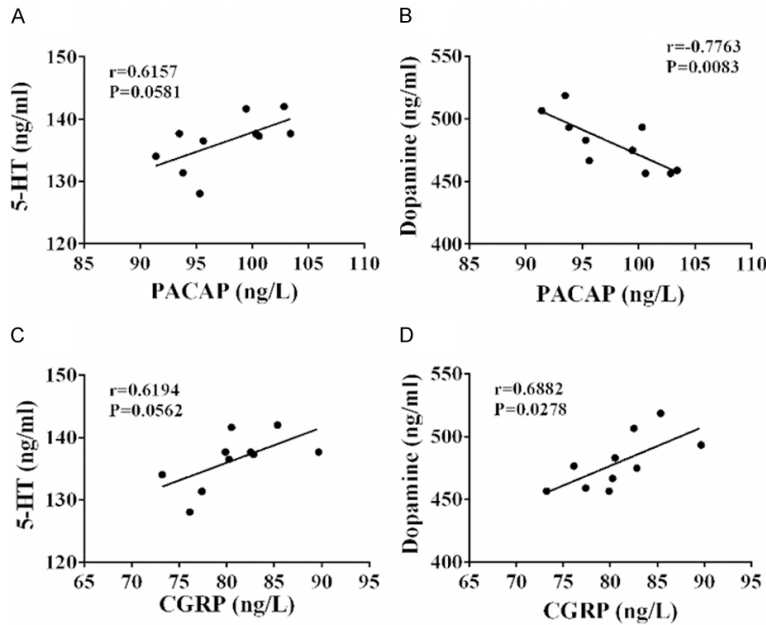 A
r=0.6157
P=0.0581
5-HT (ng/ml)
150
140
130
120
85 90 95 100 105 110
PACAP (ng/L)
B
r=-0.7763
P=0.0083
Dopamine (ng/ml)
550
500
450
400
85 90 95 100 105 110
PACAP (ng/L)
C
r=0.6194
P=0.0562
5-HT (ng/ml)
150
140
130
120
65 70 75 80 85 90 95
CGRP (ng/L)
D
r=0.6882
P=0.0278
Dopamine (ng/ml)
550
500
450
400
65 70 75 80 85 90 95
CGRP (ng/L)